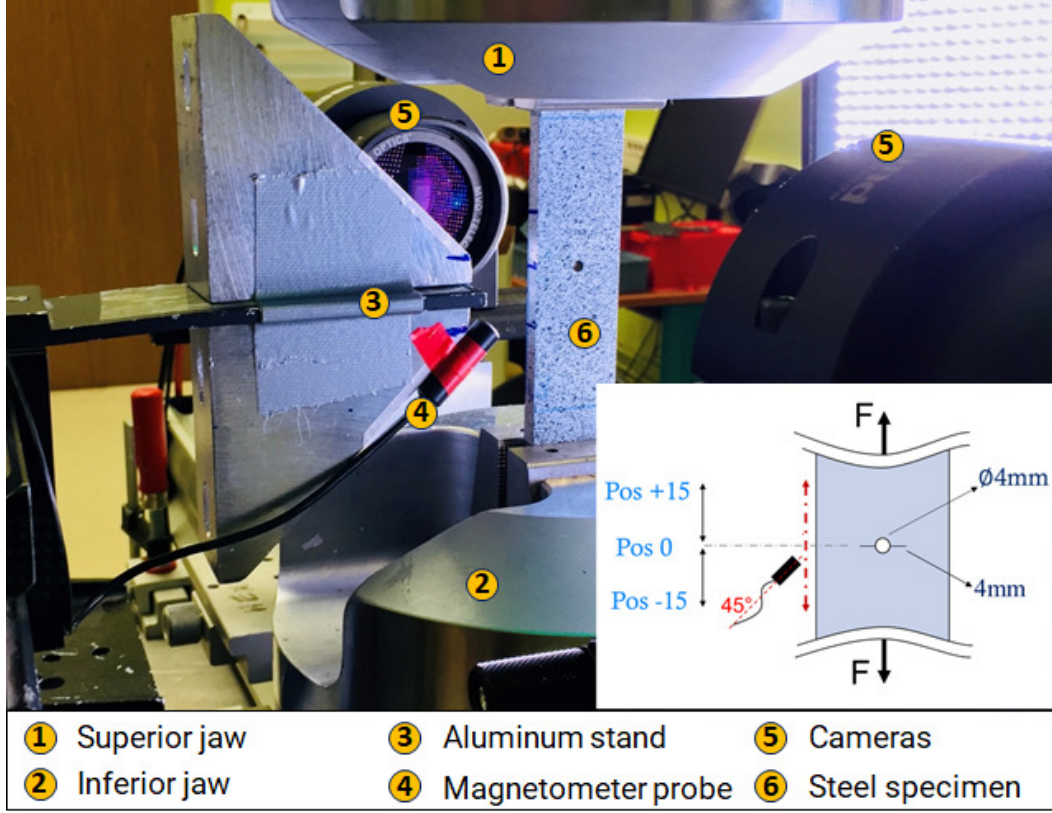 1
5
OPTICS
5
3
6
4
2
F
Pos +15
Ø4mm
Pos 0
Pos -15
45°
4mm
F
1 Superior jaw
3 Aluminum stand
5 Cameras
2 Inferior jaw
4 Magnetometer probe
6 Steel specimen